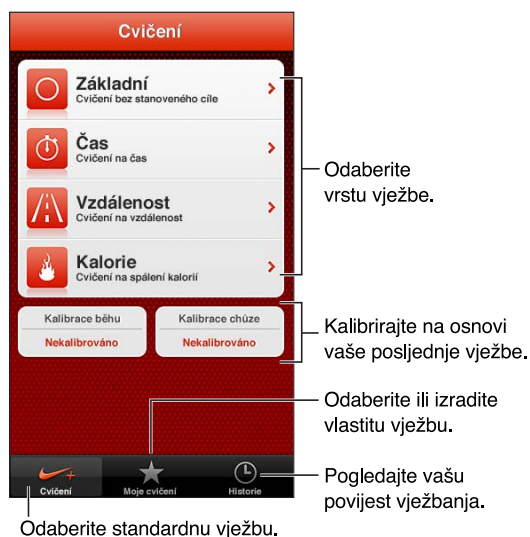 Cvičení
Základní
Cvičení bez stanoveného cíle
Čas
Cvičení na čas
Vzdálenost
Cvičení na vzdálenost
Kalorie
Cvičení na spálení kalorií
Odaberite
vrstu vježbe.
Kalibrace běhu
Nekalibrováno
Kalibrace chůze
Nekalibrováno
Kalibrirajte na osnovi
vaše posljednje vježbe.
Odaberite ili izradite
vlastitu vježbu.
Cvičení
Moje cvičení
Historie
Pogledajte vašu
povijest vježbanja.
Odaberite standardnu vježbu.